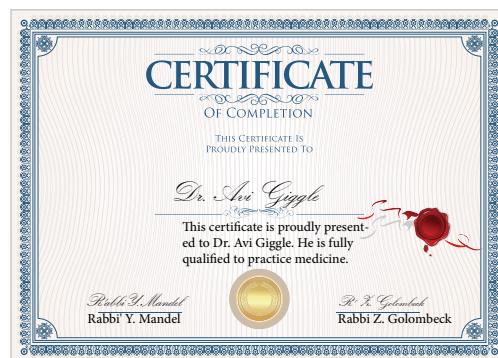 CERTIFICATE
OF COMPLETION
THIS CERTIFICATE IS
PROUDLY PRESENTED TO
Dr. Avi Giggle
This certificate is proudly present-
ed to Dr. Avi Giggle. He is fully
qualified to practice medicine.
Rabbi Y. Mandel
R' Z. Golombeck
Rabbi' Y. Mandel
Rabbi Z. Golombeck